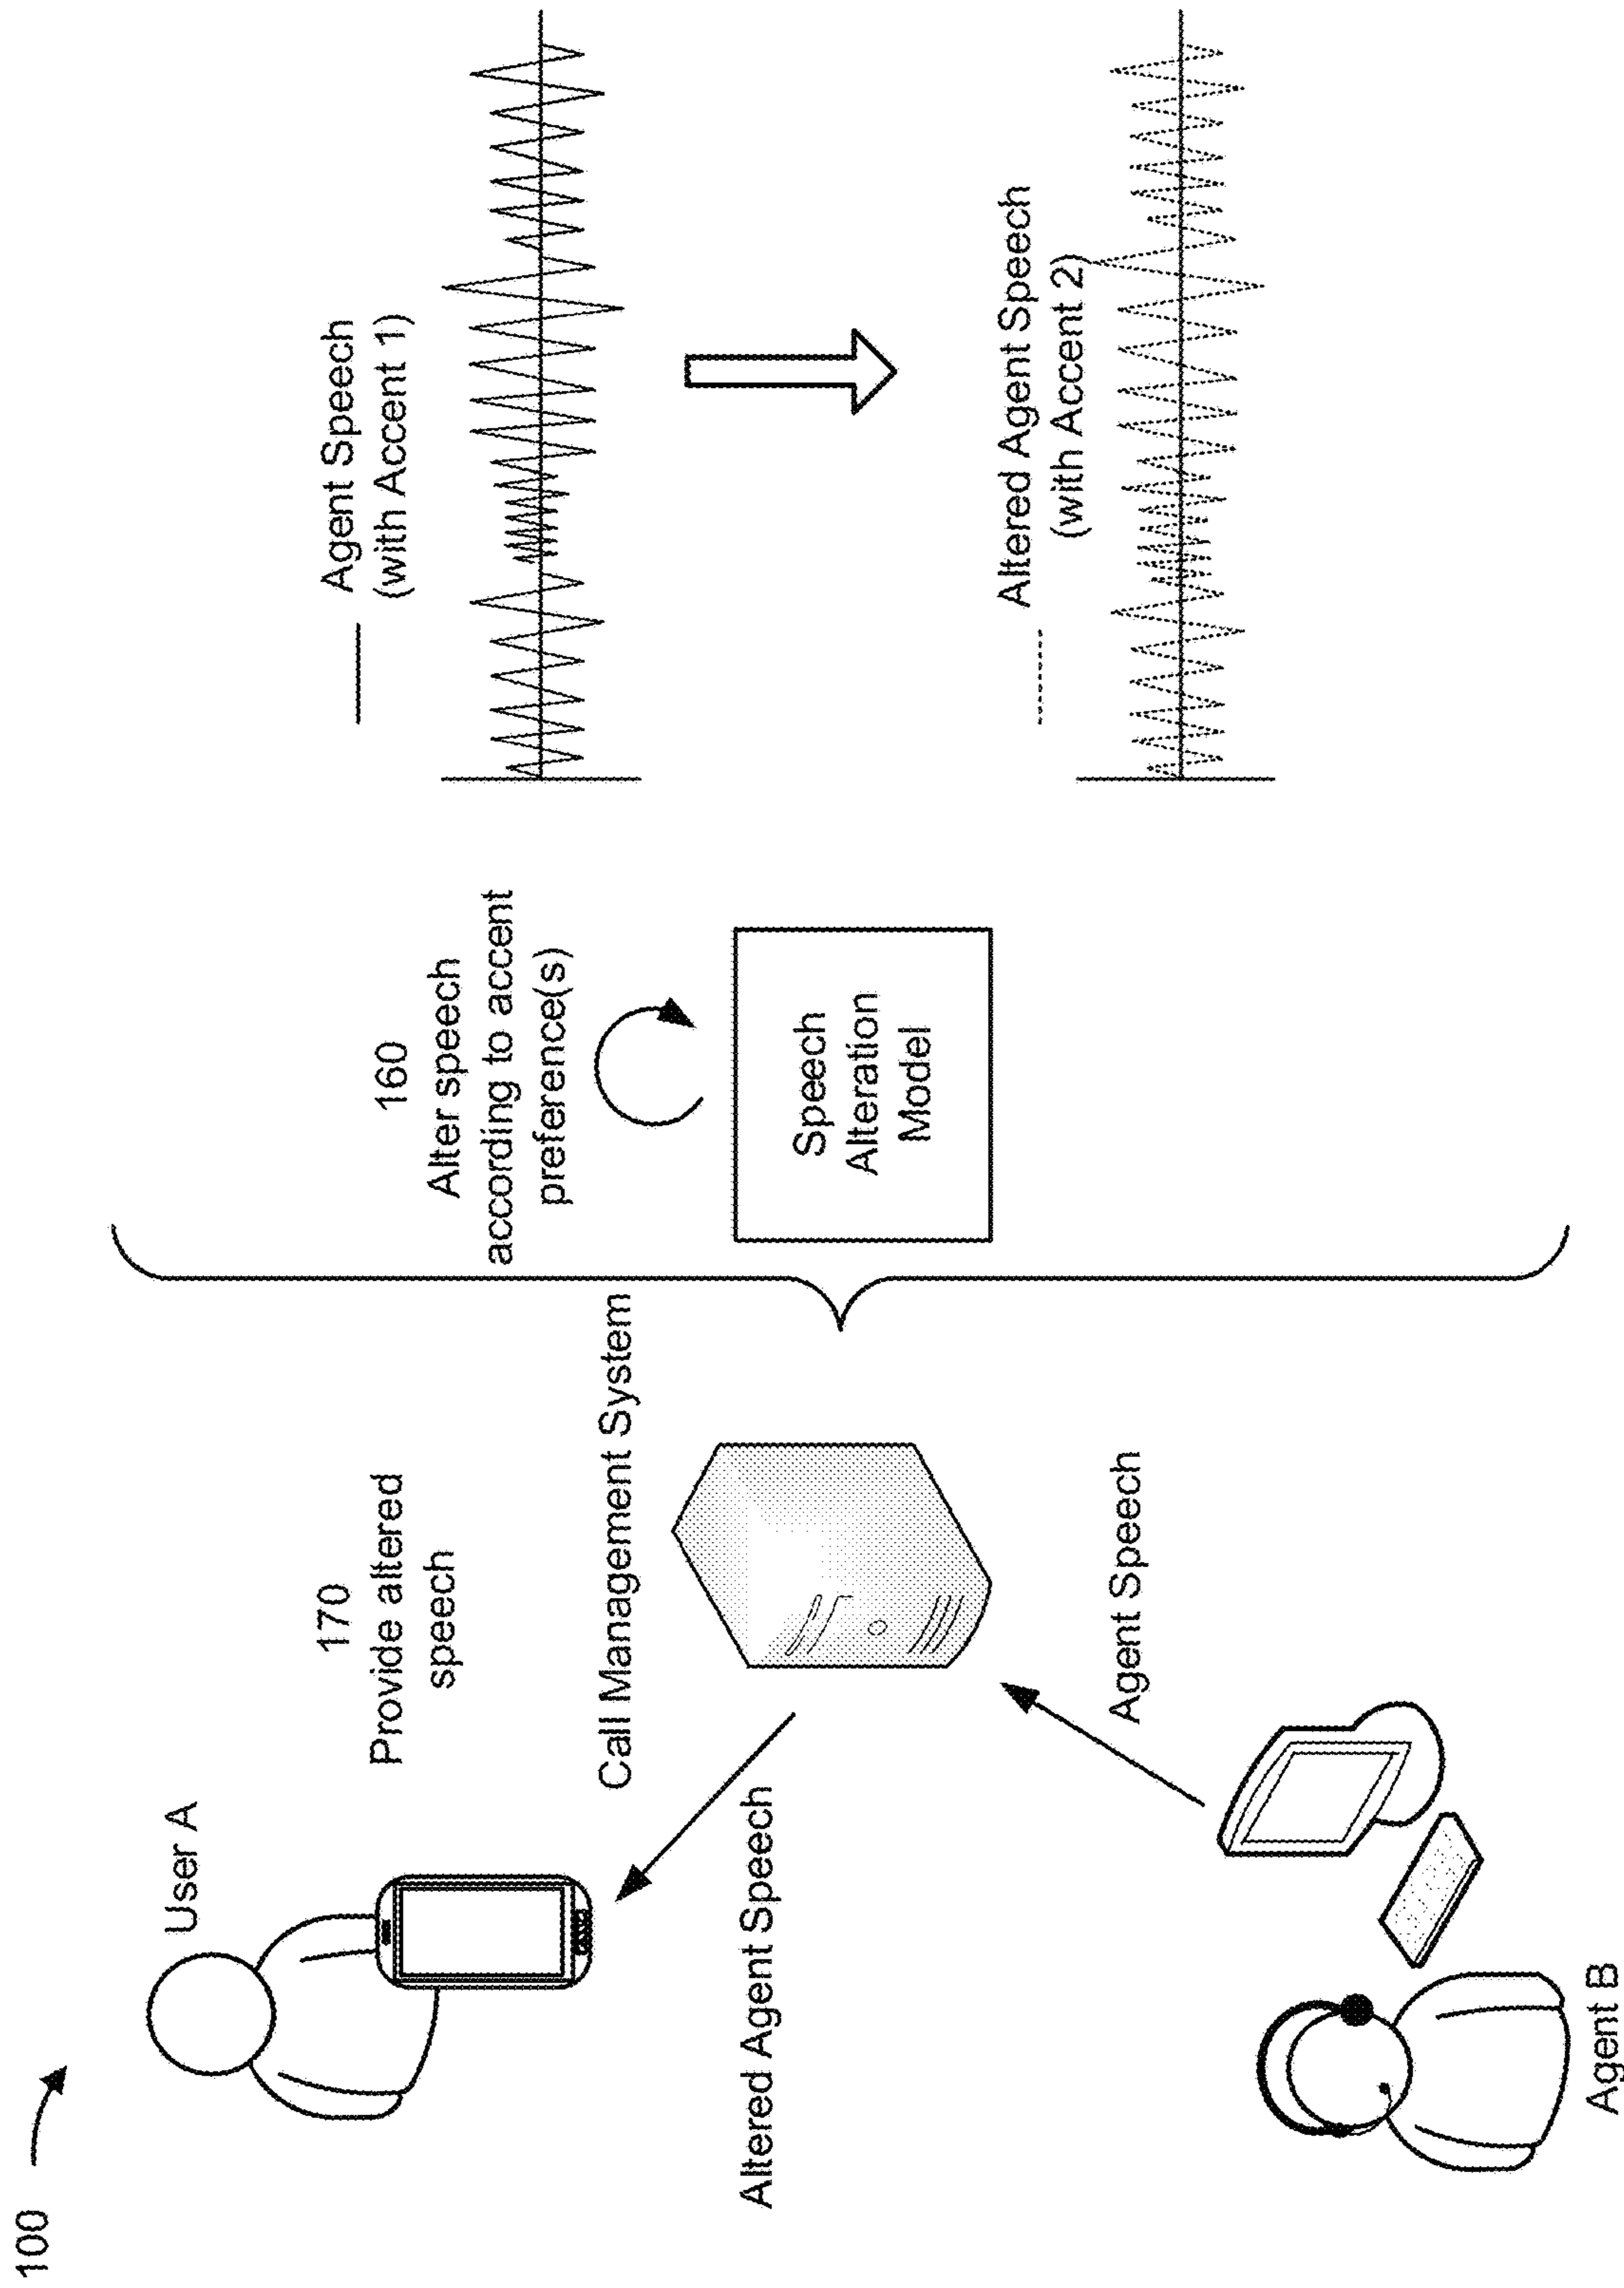 100
User A
170
Provide altered
speech
Call Management System
Altered Agent Speech
Agent Speech
Agent B
160
Alter speech
according to accent
preference(s)
Speech
Alteration
Model
Agent Speech
(with Accent 1)
Altered Agent Speech
(with Accent 2)